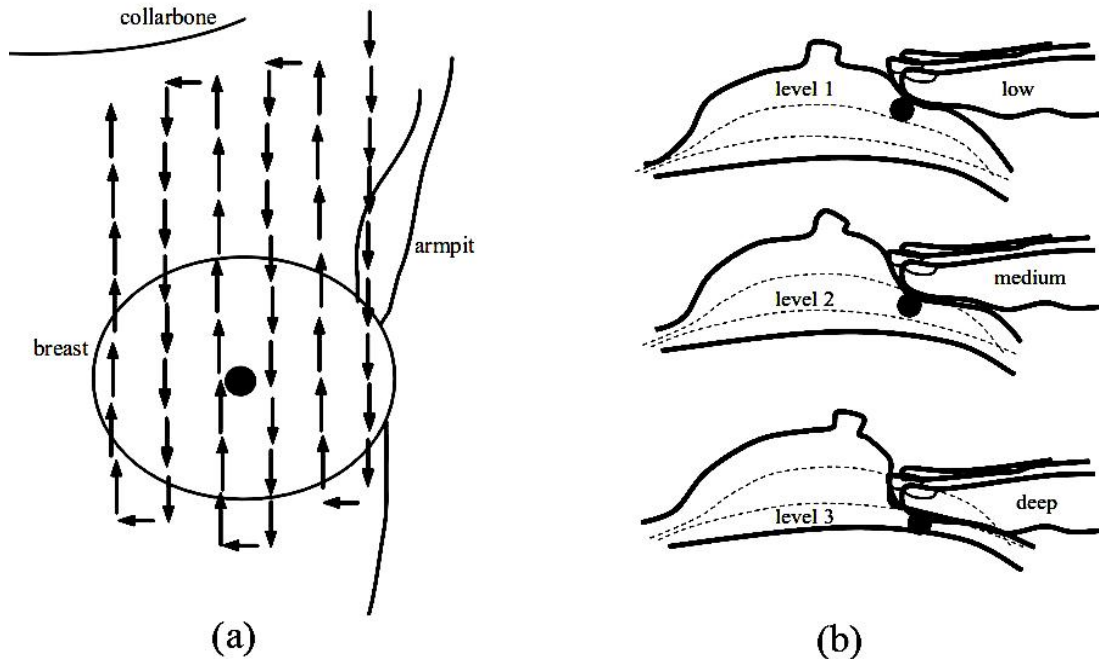 collarbone
armpit
breast
(a)
level 1
low
level 2
medium
level 3
deep
(b)